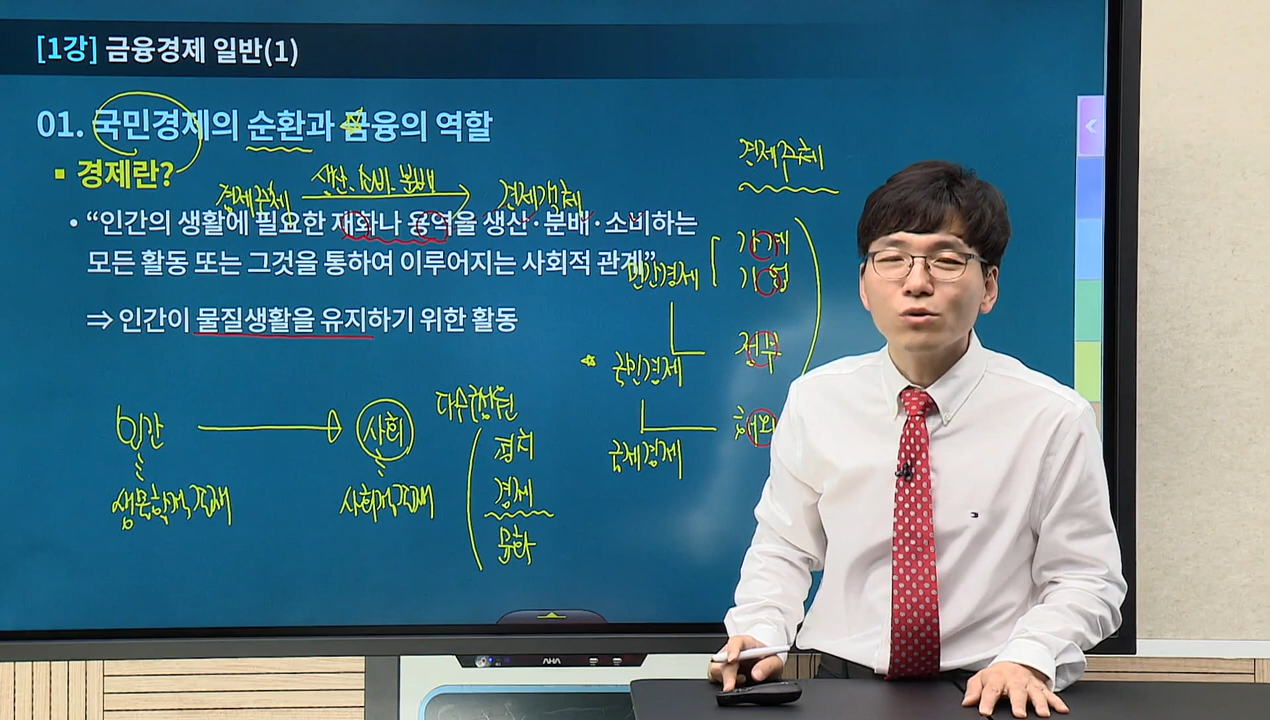 [1강] 금융경제 일반(1)
01. 국민경제의 순환과 금융의 역할
경제주체
▪ 경제란?
생산.소비.분배
경제주체
경제객체
• “인간의 생활에 필요한 재화나 용역을 생산·분배·소비하는
모든 활동 또는 그것을 통하여 이루어지는 사회적 관계”
⇒ 인간이 물질생활을 유지하기 위한 활동
가계
민간경제
기업
정부
국민경제
해외
국제경제
인간
사회
생물학적 존재
사회적 존재
정치
경제
문화
AHA